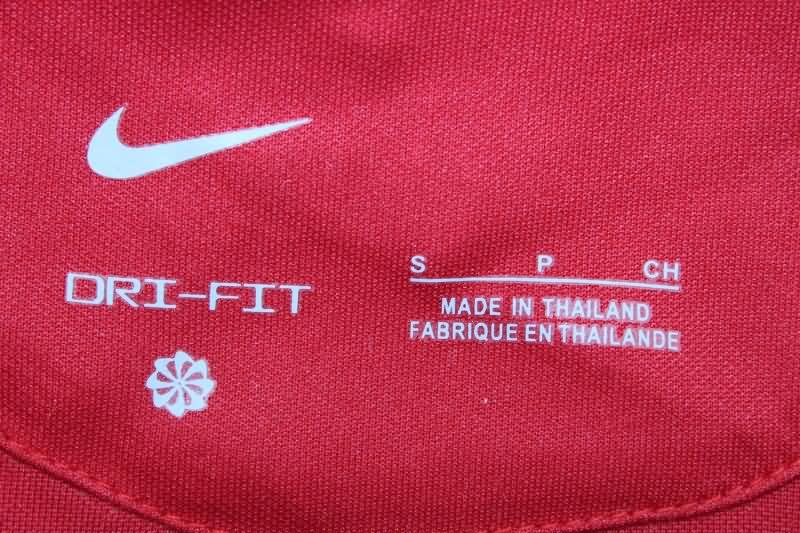 DRI-FIT
S P CH
MADE IN THAILAND
FABRIQUE EN THAILANDE